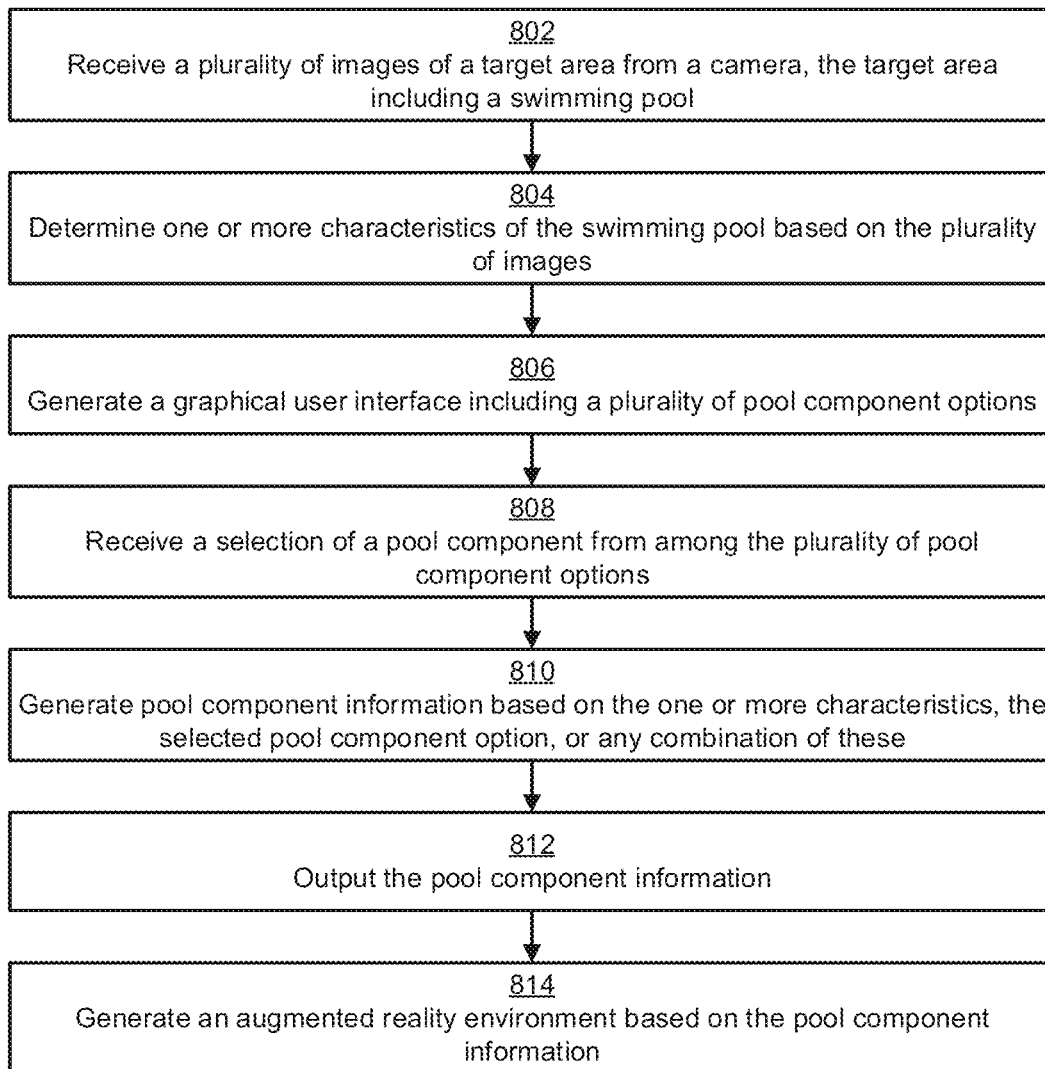 802
Receive a plurality of images of a target area from a camera, the target area
including a swimming pool
804
Determine one or more characteristics of the swimming pool based on the plurality
of images
806
Generate a graphical user interface including a plurality of pool component options
808
Receive a selection of a pool component from among the plurality of pool
component options
810
Generate pool component information based on the one or more characteristics, the
selected pool component option, or any combination of these
812
Output the pool component information
814
Generate an augmented reality environment based on the pool component
information